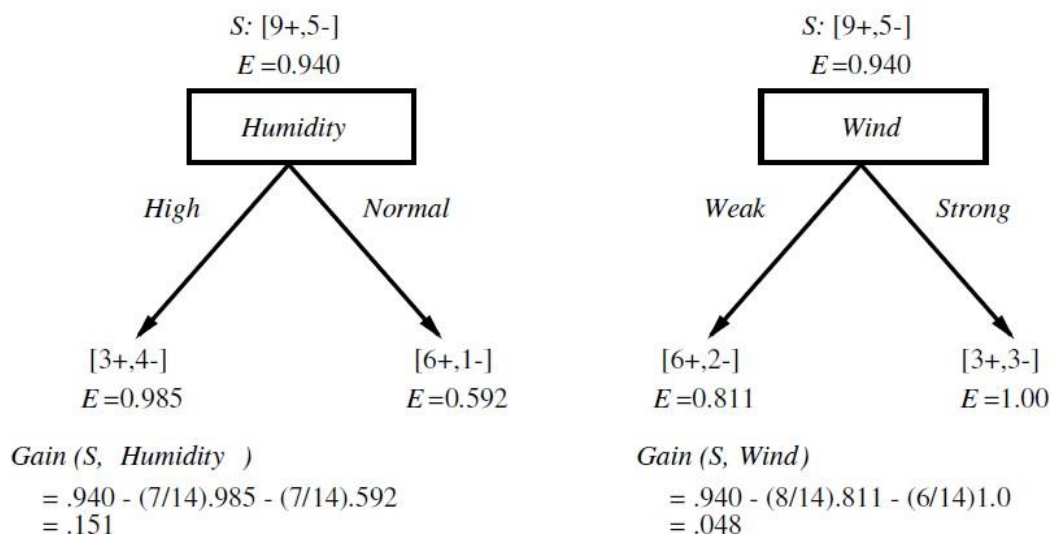 S: [9+,5-]
E =0.940
Humidity
High
Normal
[3+,4-]
E =0.985
[6+,1-]
E =0.592
Gain (S, Humidity )
= .940 - (7/14).985 - (7/14).592
= .151
S: [9+,5-]
E =0.940
Wind
Weak
Strong
[6+,2-]
E =0.811
[3+,3-]
E =1.00
Gain (S, Wind)
= .940 - (8/14).811 - (6/14)1.0
= .048